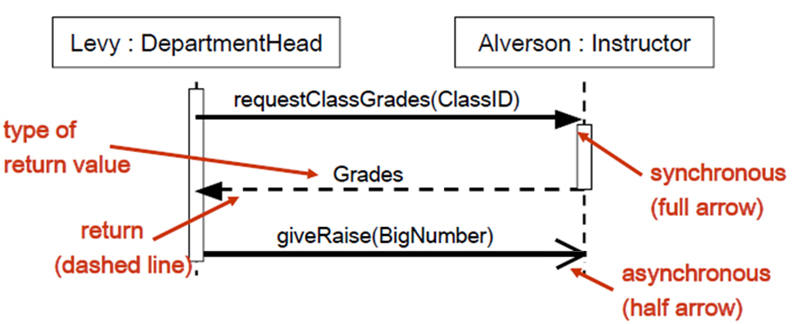 Levy : DepartmentHead
Alverson : Instructor
requestClassGrades(ClassID)
type of
return value
Grades
synchronous
(full arrow)
return
(dashed line)
giveRaise(BigNumber)
asynchronous
(half arrow)